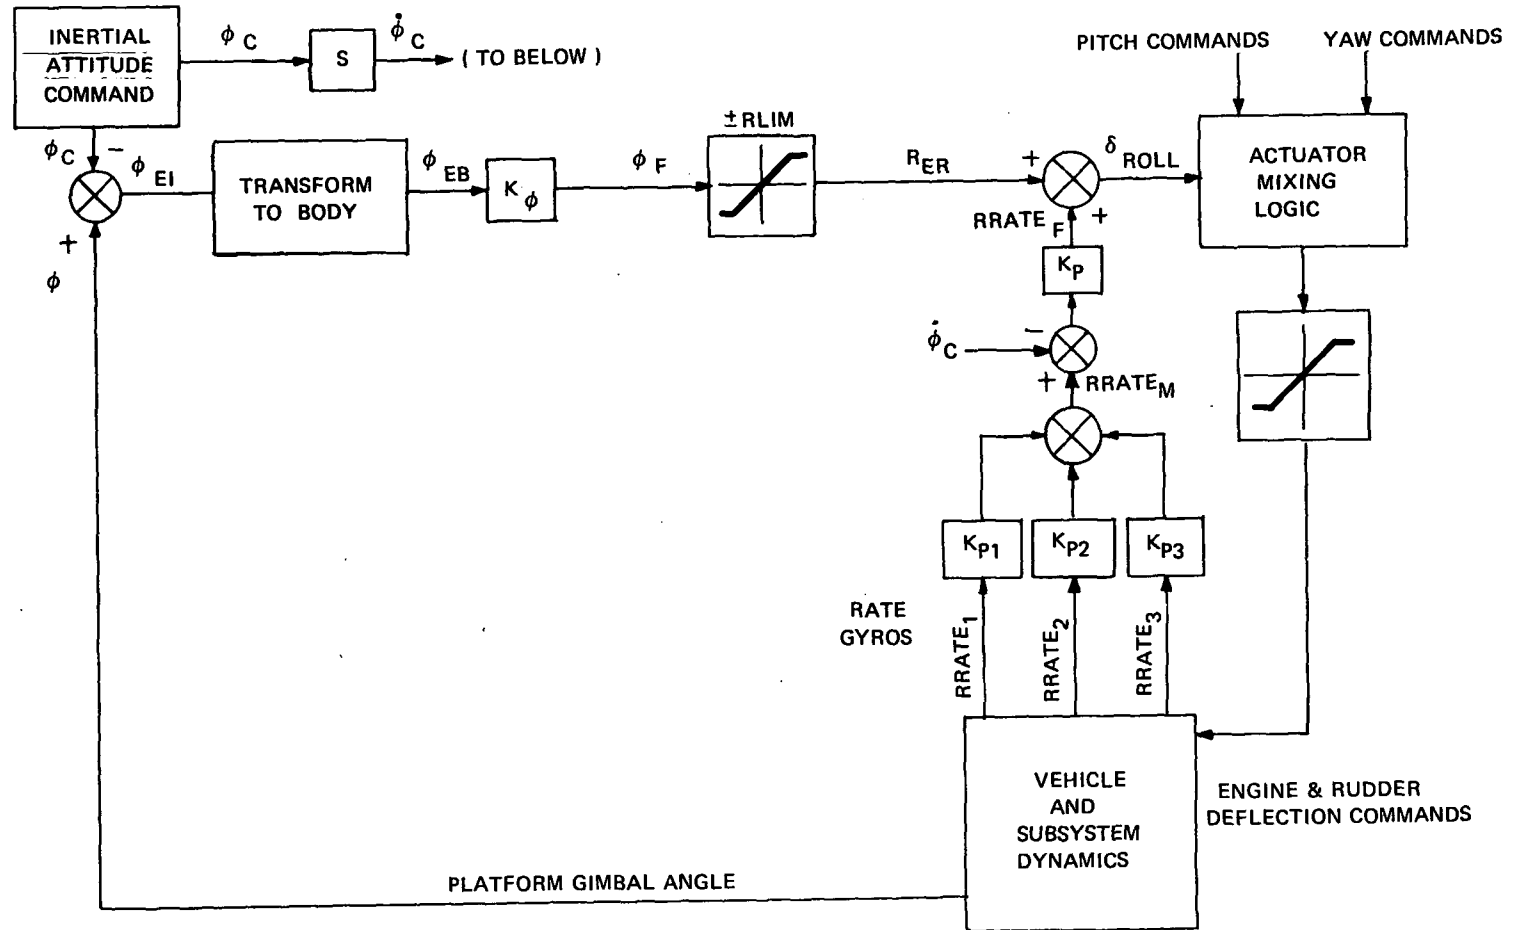 INERTIAL
ATTITUDE
COMMAND
ϕ C
S
ϕ̇ C
( TO BELOW )
PITCH COMMANDS
YAW COMMANDS
ϕ C
−
ϕ EI
TRANSFORM
TO BODY
ϕ EB
K ϕ
ϕ F
±RLIM
R ER
+
δ ROLL
ACTUATOR
MIXING
LOGIC
+
ϕ
RRATE F
+
K P
ϕ̇ C
−
+
RRATE M
K P1
K P2
K P3
RATE
GYROS
RRATE 1
RRATE 2
RRATE 3
VEHICLE
AND
SUBSYSTEM
DYNAMICS
ENGINE & RUDDER
DEFLECTION COMMANDS
PLATFORM GIMBAL ANGLE